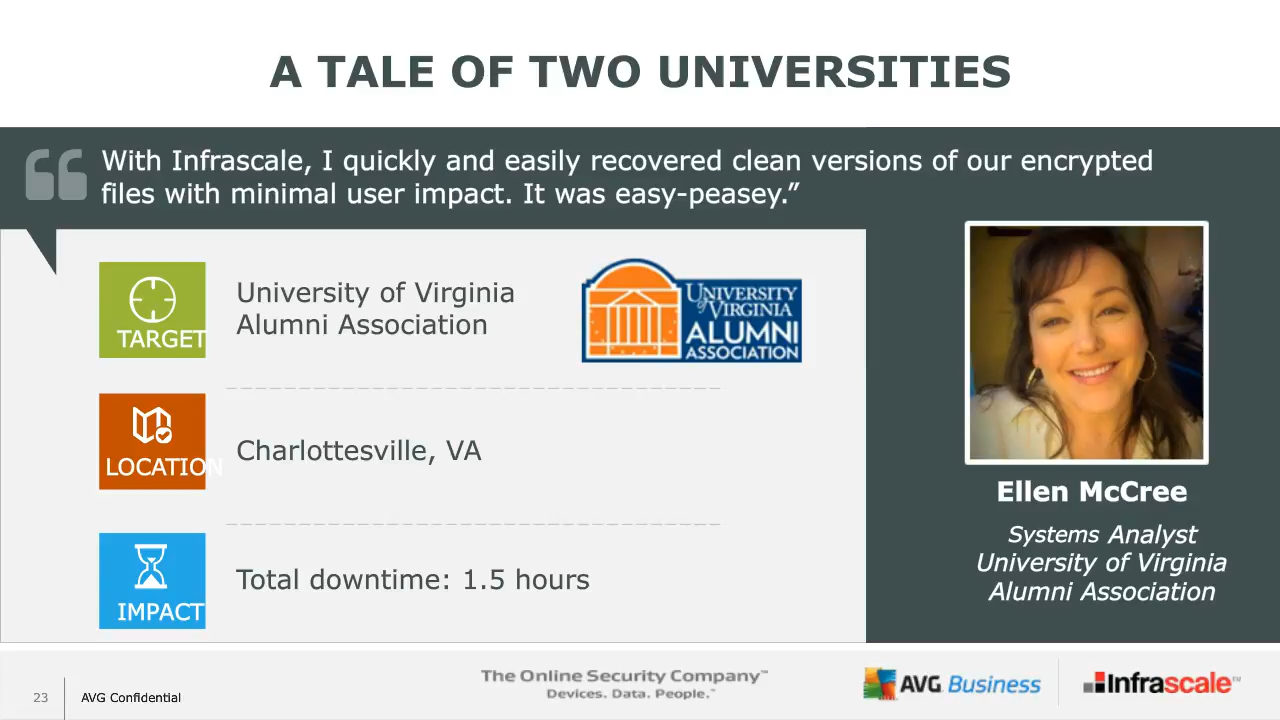 A TALE OF TWO UNIVERSITIES
With Infrascale, I quickly and easily recovered clean versions of our encrypted
files with minimal user impact. It was easy-peasey.”
TARGET
University of Virginia
Alumni Association
UNIVERSITY
of VIRGINIA
ALUMNI
ASSOCIATION
LOCATION
Charlottesville, VA
IMPACT
Total downtime: 1.5 hours
Ellen McCree
Systems Analyst
University of Virginia
Alumni Association
23
AVG Confidential
The Online Security Company™
Devices. Data. People.™
AVG Business
Infrascale™